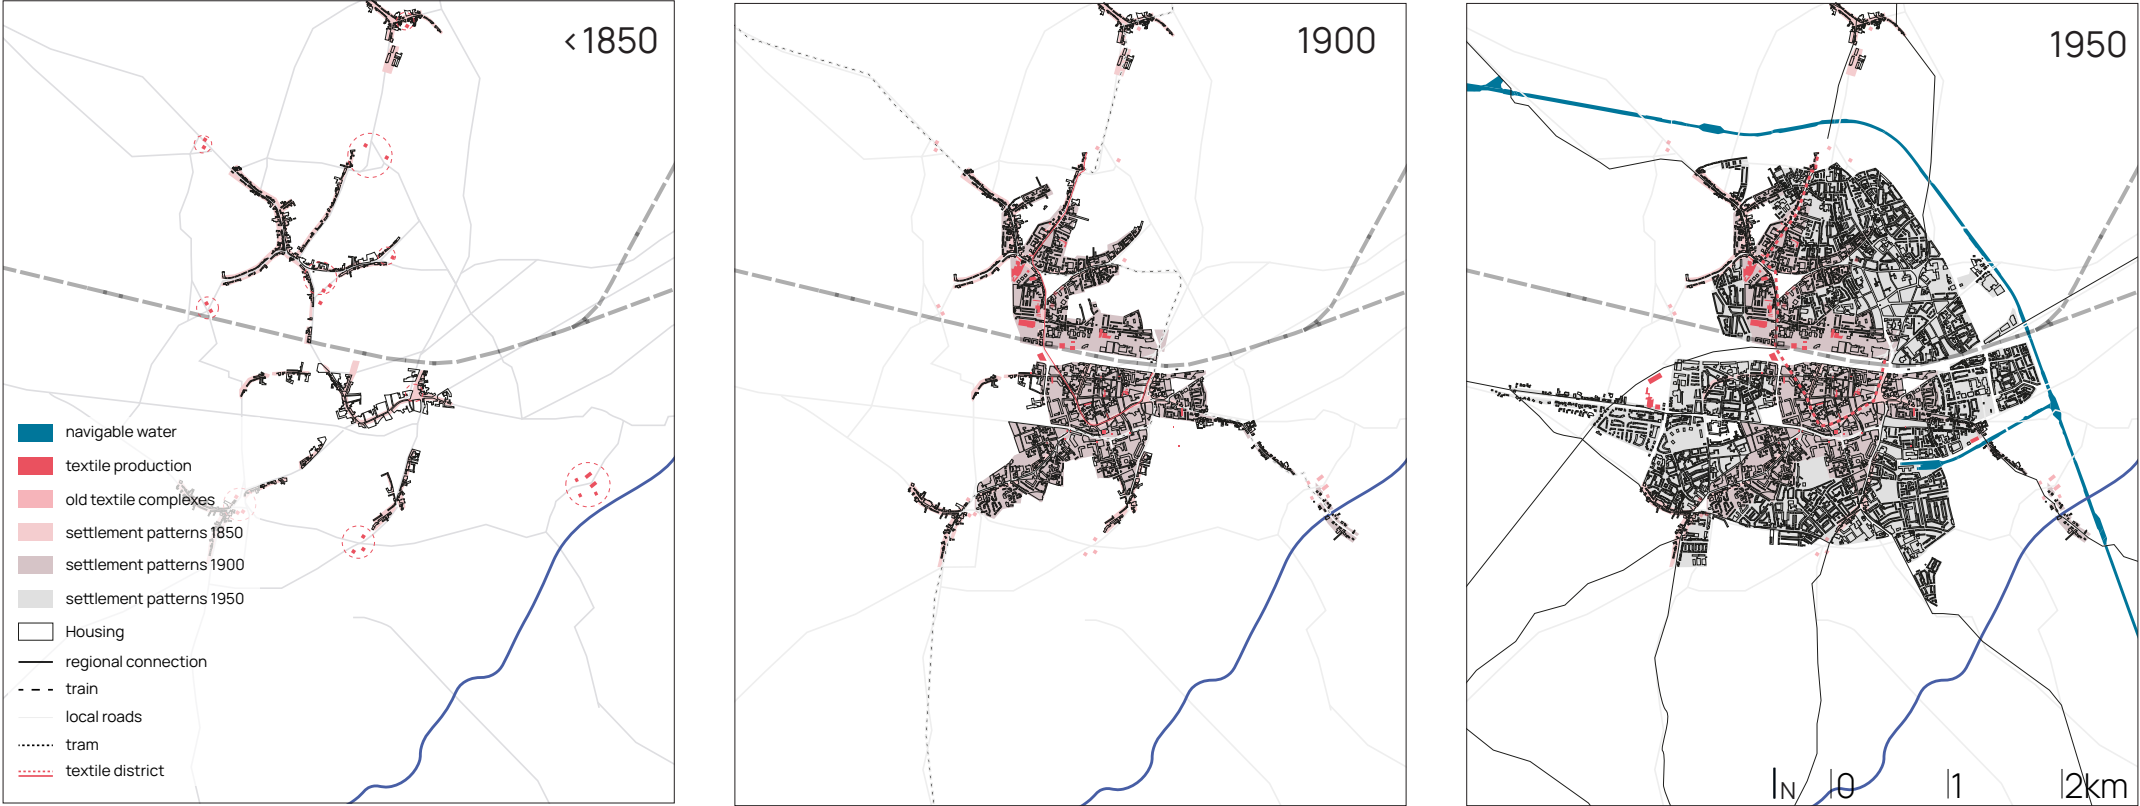 <1850
1900
1950
navigable water
textile production
old textile complexes
settlement patterns 1850
settlement patterns 1900
settlement patterns 1950
Housing
regional connection
train
local roads
tram
textile district
N 0 1 2km